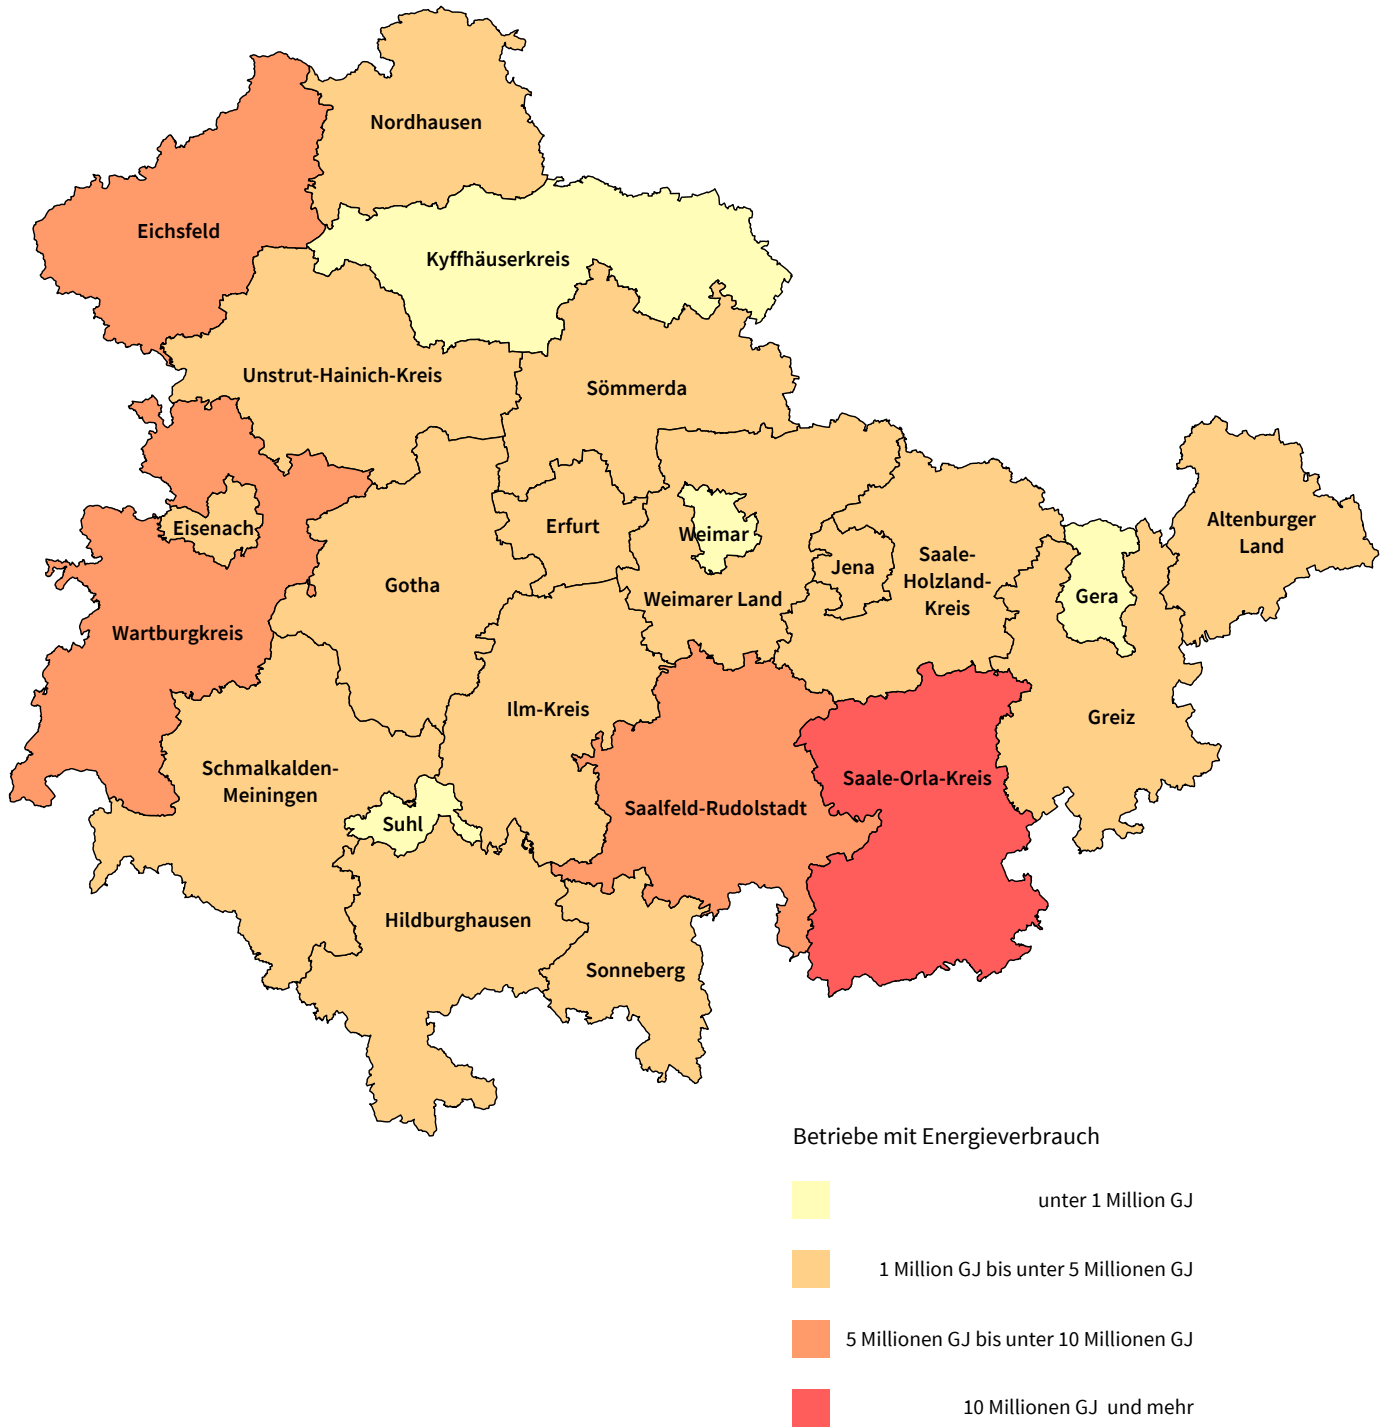 Nordhausen
Eichsfeld
Kyffhäuserkreis
Unstrut-Hainich-Kreis
Sömmerda
Eisenach
Erfurt
Weimar
Altenburger
Land
Gotha
Jena
Saale-
Holzland-
Kreis
Gera
Weimarer Land
Wartburgkreis
Ilm-Kreis
Greiz
Schmalkalden-
Meiningen
Saale-Orla-Kreis
Suhl
Saalfeld-Rudolstadt
Hildburghausen
Sonneberg
Betriebe mit Energieverbrauch
unter 1 Million GJ
1 Million GJ bis unter 5 Millionen GJ
5 Millionen GJ bis unter 10 Millionen GJ
10 Millionen GJ und mehr